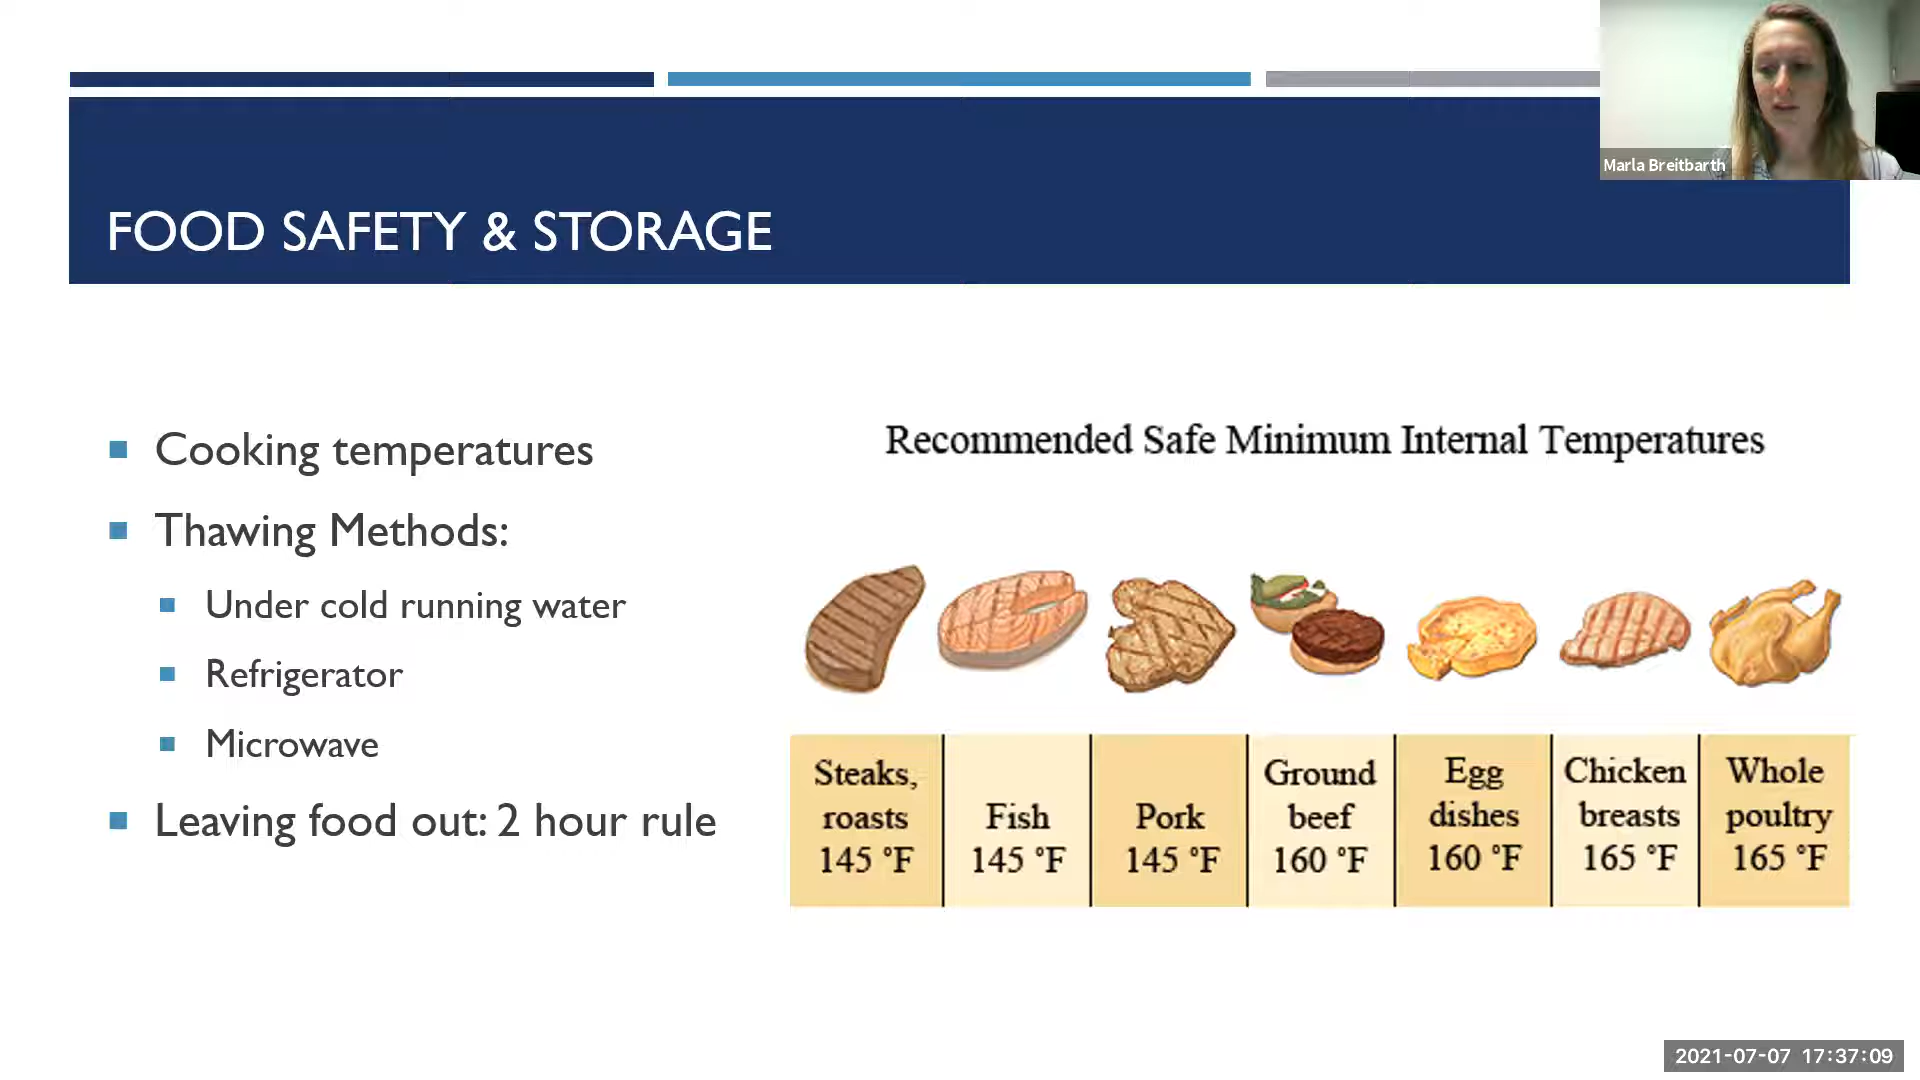 Marla Breitbarth
FOOD SAFETY & STORAGE
Cooking temperatures
Thawing Methods:
Under cold running water
Refrigerator
Microwave
Leaving food out: 2 hour rule
Recommended Safe Minimum Internal Temperatures
Steaks,
roasts
145 °F
Fish
145 °F
Pork
145 °F
Ground
beef
160 °F
Egg
dishes
160 °F
Chicken
breasts
165 °F
Whole
poultry
165 °F
2021-07-07 17:37:09